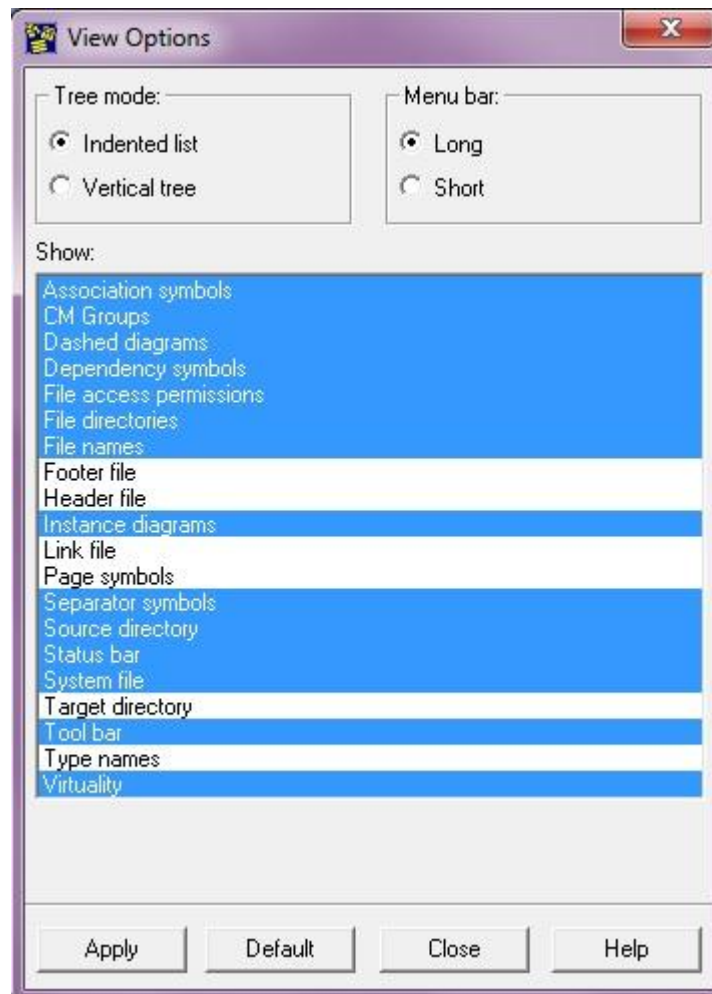 View Options
Tree mode:
Indented list
Vertical tree
Menu bar:
Long
Short
Show:
Association symbols
CM Groups
Dashed diagrams
Dependency symbols
File access permissions
File directories
File names
Footer file
Header file
Instance diagrams
Link file
Page symbols
Separator symbols
Source directory
Status bar
System file
Target directory
Tool bar
Type names
Virtuality
Apply
Default
Close
Help